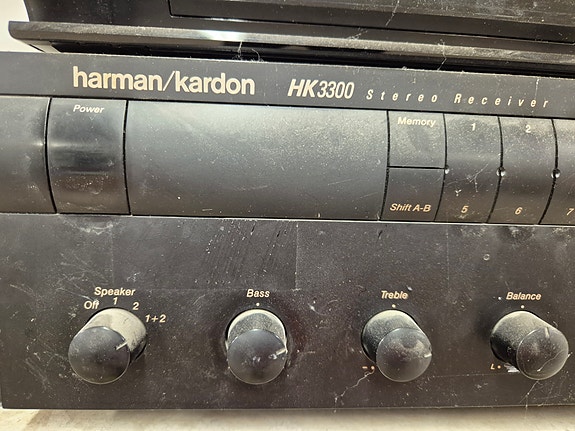 harman/kardon HK3300 Stereo Receiver
Power
Memory 1 2
Shift A-B 5 6 7
Speaker Bass Treble Balance
Off 1 2 1+2
- L